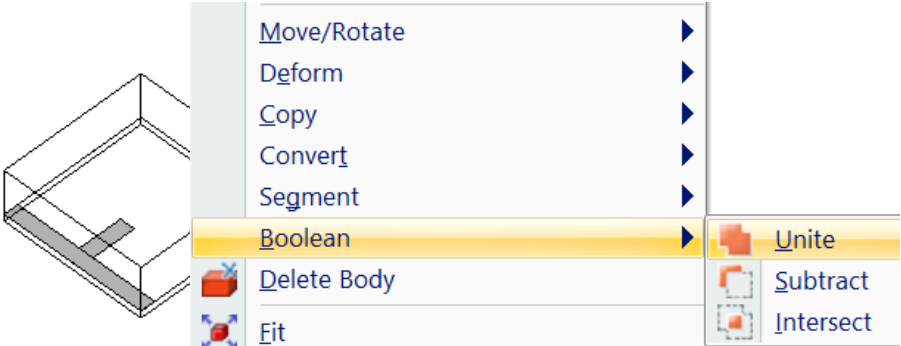 Move/Rotate
Deform
Copy
Convert
Segment
Boolean
Unite
Delete Body
Subtract
Fit
Intersect